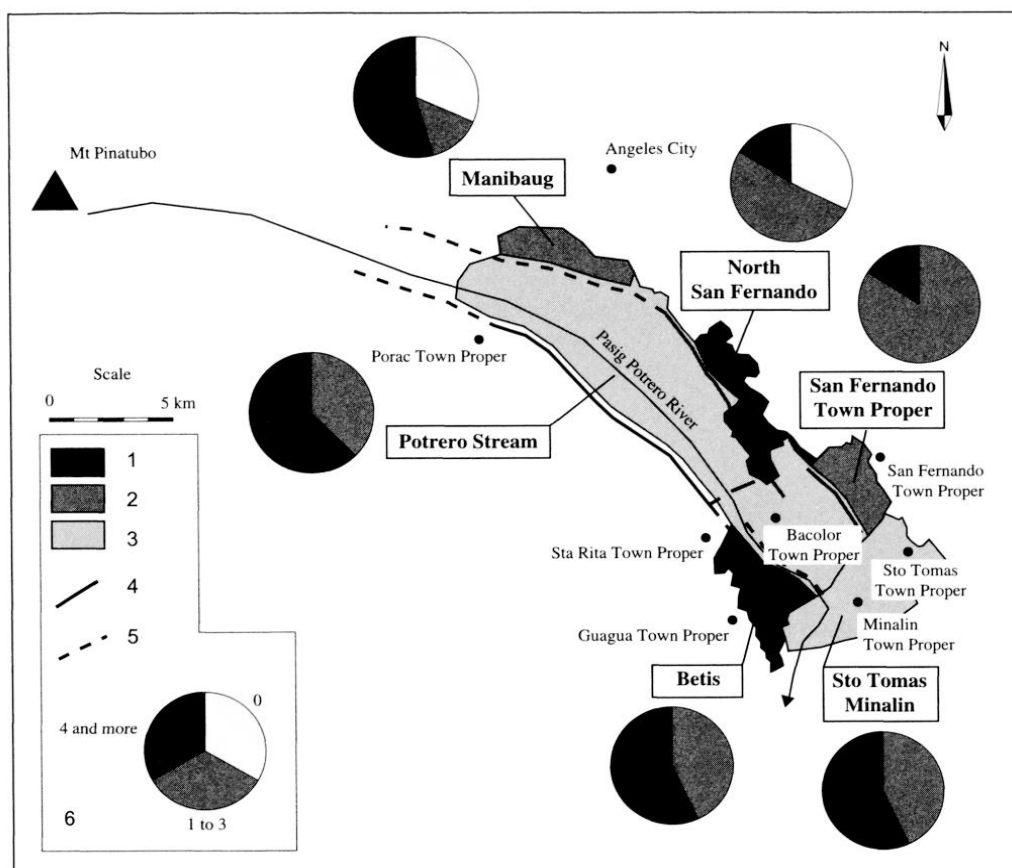 N
Mt Pinatubo
Angeles City
Manibaug
North
San Fernando
Porac Town Proper
Pasig Potrero River
San Fernando
Town Proper
Scale
0 5 km
Potrero Stream
San Fernando
Town Proper
1
2
3
4
5
Bacolor
Town Proper
Sta Rita Town Proper
Sto Tomas
Town Proper
Guagua Town Proper
Minalin
Town Proper
Betis
Sto Tomas
Minalin
0
4 and more
1 to 3
6